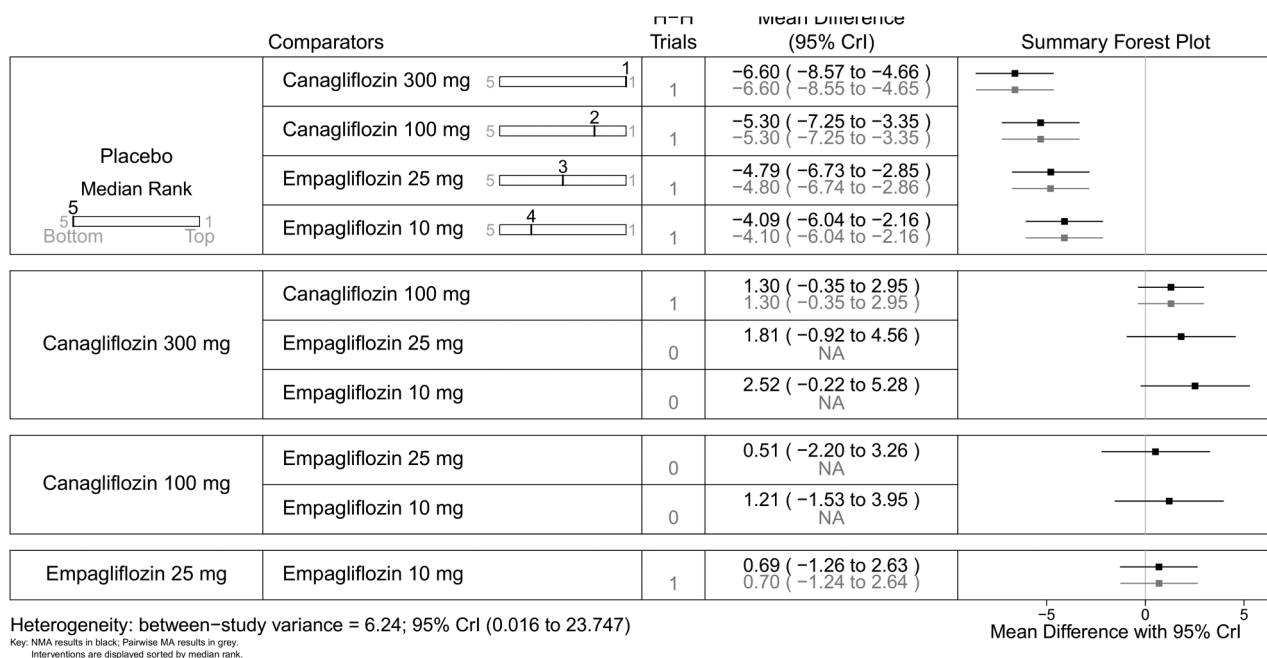 H−H Mean Difference
Comparators Trials (95% CrI) Summary Forest Plot
Placebo
Median Rank
5
5 1
Bottom Top
Canagliflozin 300 mg 5 1 1 1 −6.60 ( −8.57 to −4.66 )
−6.60 ( −8.55 to −4.65 )
Canagliflozin 100 mg 5 2 1 1 −5.30 ( −7.25 to −3.35 )
−5.30 ( −7.25 to −3.35 )
Empagliflozin 25 mg 5 3 1 1 −4.79 ( −6.73 to −2.85 )
−4.80 ( −6.74 to −2.86 )
Empagliflozin 10 mg 5 4 1 1 −4.09 ( −6.04 to −2.16 )
−4.10 ( −6.04 to −2.16 )
Canagliflozin 300 mg
Canagliflozin 100 mg 1 1.30 ( −0.35 to 2.95 )
1.30 ( −0.35 to 2.95 )
Empagliflozin 25 mg 0 1.81 ( −0.92 to 4.56 )
NA
Empagliflozin 10 mg 0 2.52 ( −0.22 to 5.28 )
NA
Canagliflozin 100 mg
Empagliflozin 25 mg 0 0.51 ( −2.20 to 3.26 )
NA
Empagliflozin 10 mg 0 1.21 ( −1.53 to 3.95 )
NA
Empagliflozin 25 mg
Empagliflozin 10 mg 1 0.69 ( −1.26 to 2.63 )
0.70 ( −1.24 to 2.64 )
−5 0 5
Mean Difference with 95% CrI
Heterogeneity: between−study variance = 6.24; 95% CrI (0.016 to 23.747)
Key: NMA results in black; Pairwise MA results in grey.
Interventions are displayed sorted by median rank.